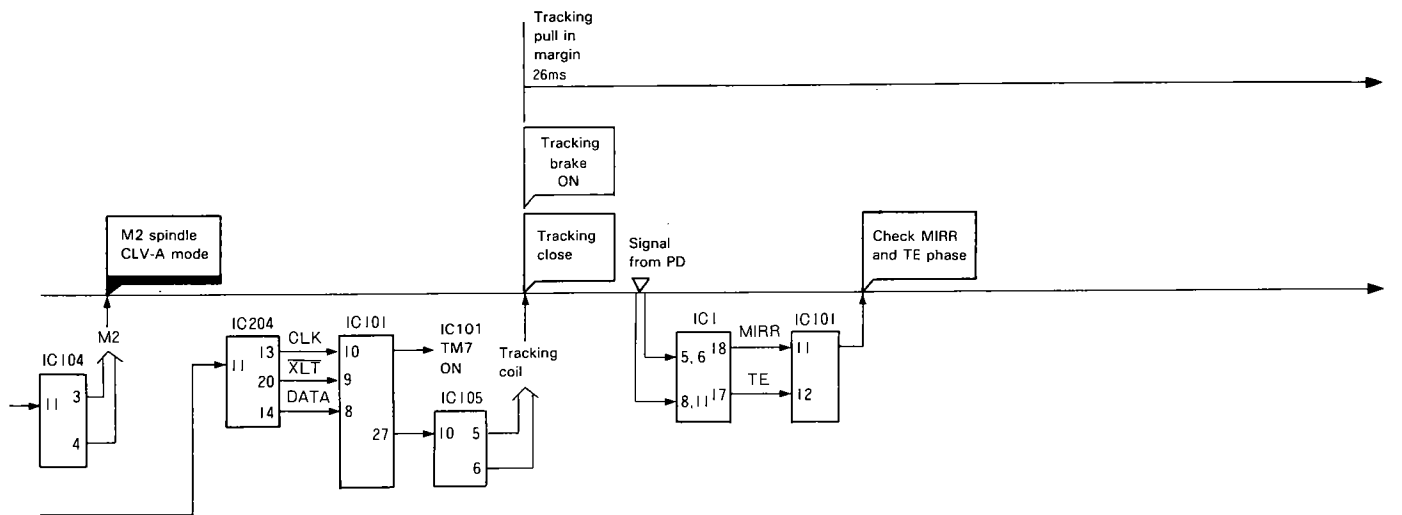 Tracking
pull in
margin
26ms
Tracking
brake
ON
M2 spindle
CLV-A mode
Tracking
close
Signal
from PD
Check MIRR
and TE phase
M2
IC104
11
3
4
IC204
11
13
20
14
CLK
XLT
DATA
IC101
10
9
8
27
IC101
TM7
ON
IC105
10
5
6
Tracking
coil
IC1
5, 6
8, 11
18
17
MIRR
TE
IC101
11
12